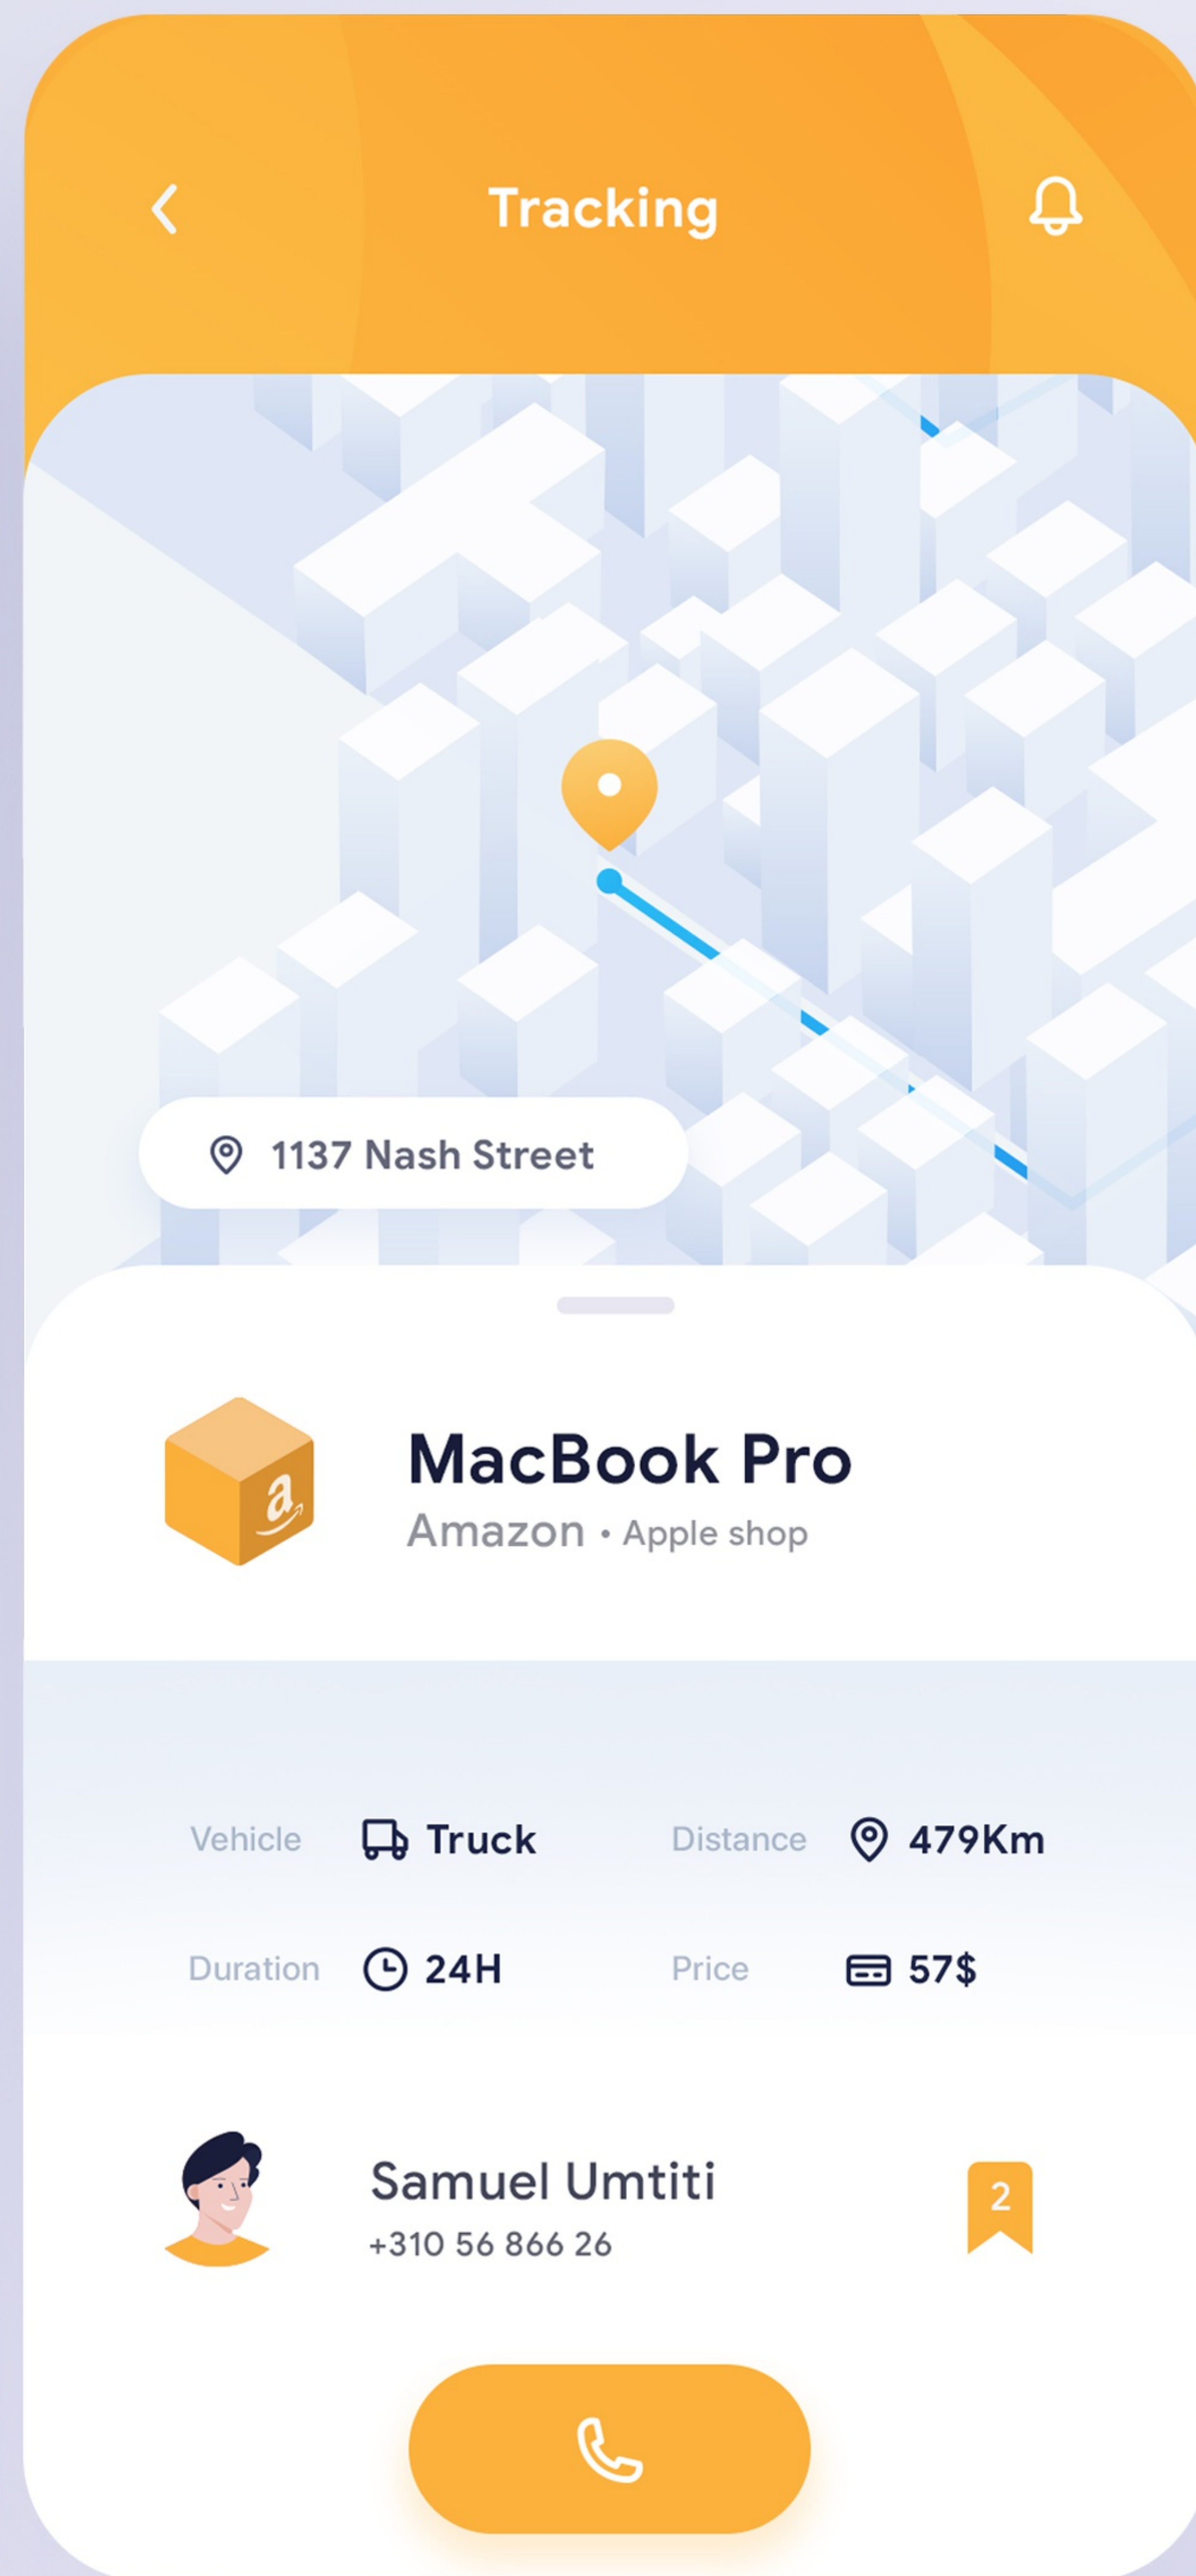 Tracking
1137 Nash Street
a
MacBook Pro
Amazon • Apple shop
Vehicle Truck Distance 479Km
Duration 24H Price 57$
Samuel Umtiti
2
+310 56 866 26